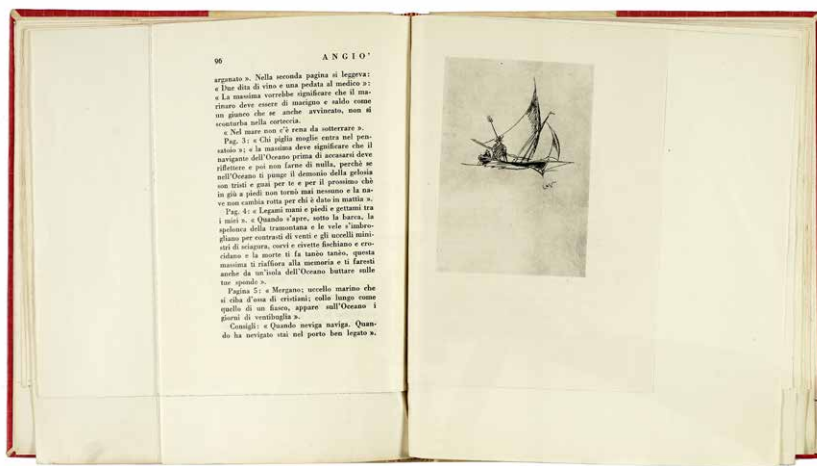 90 ANGIO'
arganato ». Nella seconda pagina si leggeva:
« Due dita di vino e una pedata al medico »:
« La massima vorrebbe significare che il ma-
rinaro deve essere di macigno e saldo come
un giunco che se anche avvincato, non si
scontorba nella corteccia.
« Nel mare non c'è rena da sotterrare ».
Pag. 3: « Chi piglia moglie entra nel pen-
satoio »; « la massima deve significare che il
navigante dell'Oceano prima di accasarsi deve
riflettere e poi non farne di nulla, perchè se
nell'Oceano ti punge il demonio della gelosia
son tristi e guai per te e per il prossimo chè
in giù a piedi non tornò mai nessuno e la na-
ve non cambia rotta per chi è dato in mattia ».
Pag. 4: « Legami mani e piedi e gettami tra
i miei ». « Quando s'apre, sotto la barca, la
spelonca della tramontana e le vele s'imbro-
gliano per contrasti di venti e gli uccelli mini-
stri di sciagura, corvi e civette fischiano e cro-
cidano e la morte ti fa tanèo tanèo, questa
massima ti riaffiora alla memoria e ti faresti
anche da un'isola dell'Oceano buttare sulle
tue sponde ».
Pagina 5: « Mergano; uccello marino che
si ciba d'ossa di cristiani; collo lungo come
quello di un fiasco, appare sull'Oceano i
giorni di ventibuglia ».
Consigli: « Quando neviga naviga. Quan-
do ha nevigato stai nel porto ben legato ».